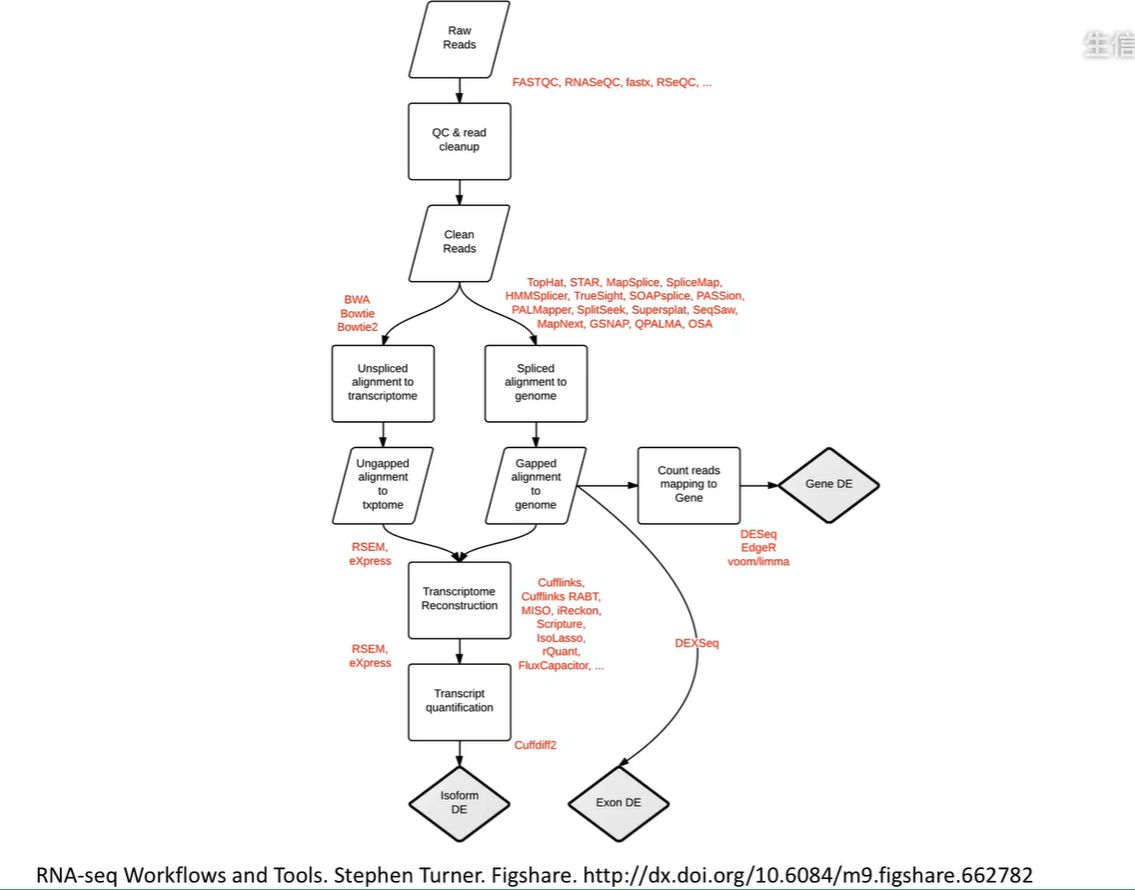 生信
Raw
Reads
FASTQC, RNASeQC, fastx, RSeQC, ...
QC & read
cleanup
Clean
Reads
BWA
Bowtie
Bowtie2
TopHat, STAR, MapSplice, SpliceMap,
HMMSplicer, TrueSight, SOAPsplice, PASSion,
PALMapper, SplitSeek, Supersplat, SeqSaw,
MapNext, GSNAP, QPALMA, OSA
Unspliced
alignment to
transcriptome
Spliced
alignment to
genome
Ungapped
alignment
to
txptome
Gapped
alignment
to
genome
Count reads
mapping to
Gene
Gene DE
DESeq
EdgeR
voom/limma
RSEM,
eXpress
Transcriptome
Reconstruction
Cufflinks,
Cufflinks RABT,
MISO, iReckon,
Scripture,
IsoLasso,
rQuant,
FluxCapacitor, ...
DEXSeq
RSEM,
eXpress
Transcript
quantification
Cuffdiff2
Isoform
DE
Exon DE
RNA-seq Workflows and Tools. Stephen Turner. Figshare. http://dx.doi.org/10.6084/m9.figshare.662782